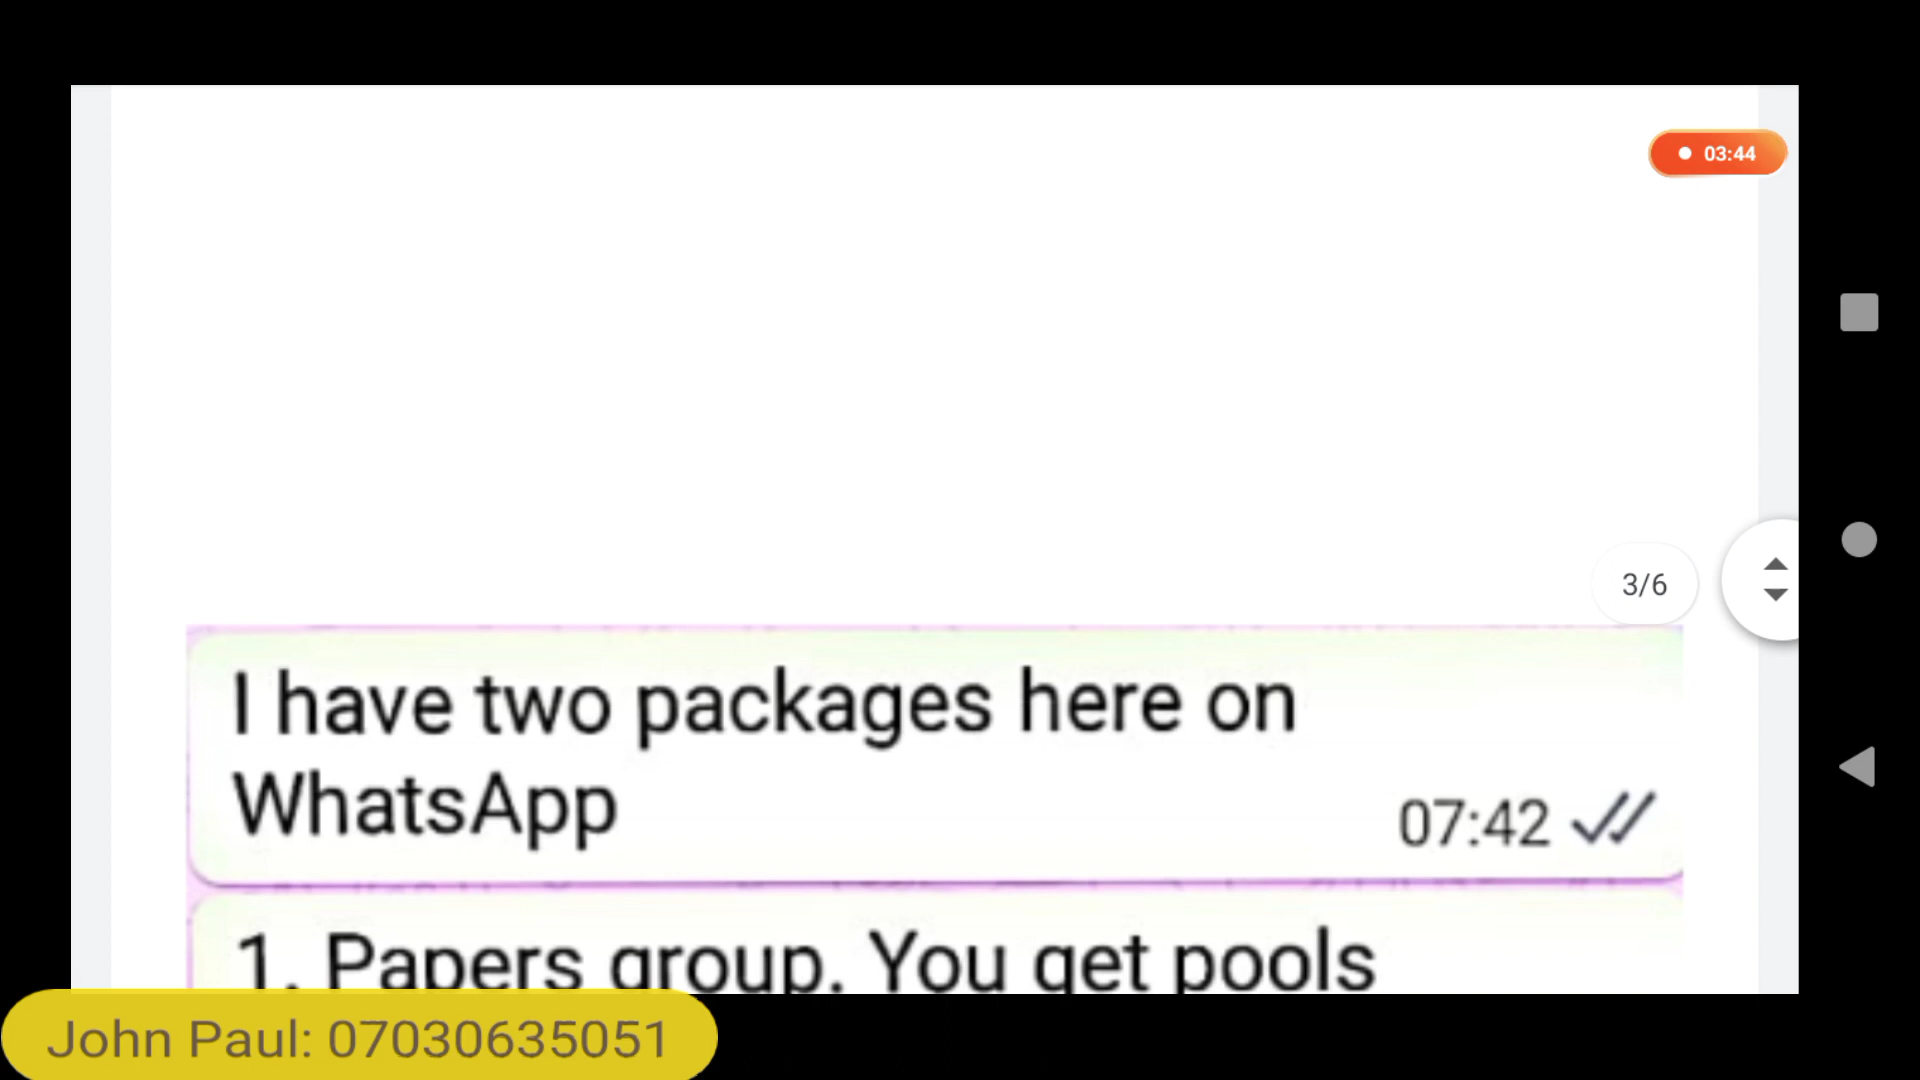 03:44
3/6
I have two packages here on
WhatsApp
07:42
1. Papers group. You get pools
John Paul: 07030635051